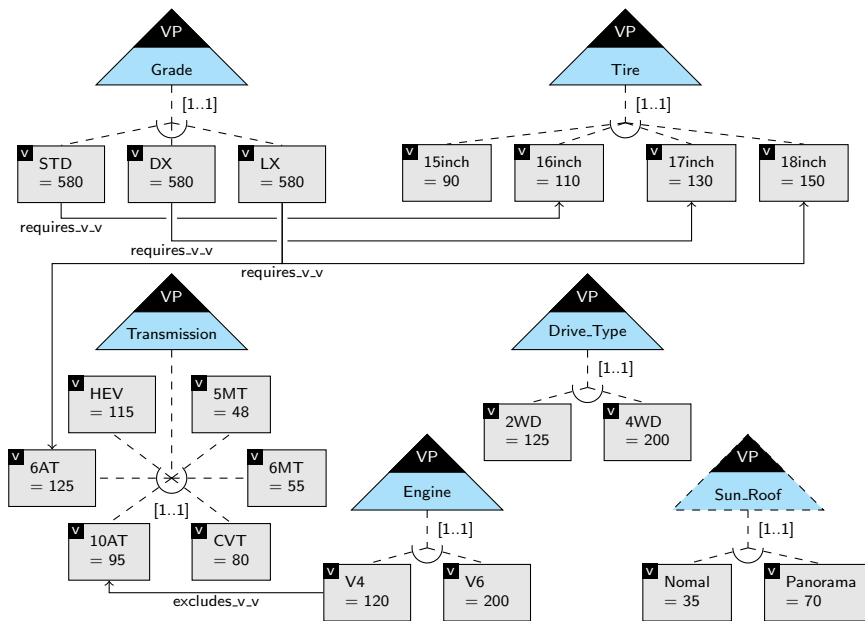 VP
Grade
[1..1]
v
STD
= 580
v
DX
= 580
v
LX
= 580
VP
Tire
[1..1]
v
15inch
= 90
v
16inch
= 110
v
17inch
= 130
v
18inch
= 150
requires_v_v
requires_v_v
requires_v_v
VP
Transmission
v
HEV
= 115
v
5MT
= 48
v
6AT
= 125
v
6MT
= 55
[1..1]
v
10AT
= 95
v
CVT
= 80
VP
Drive_Type
[1..1]
v
2WD
= 125
v
4WD
= 200
VP
Engine
[1..1]
v
V4
= 120
v
V6
= 200
excludes_v_v
VP
Sun_Roof
[1..1]
v
Nomal
= 35
v
Panorama
= 70